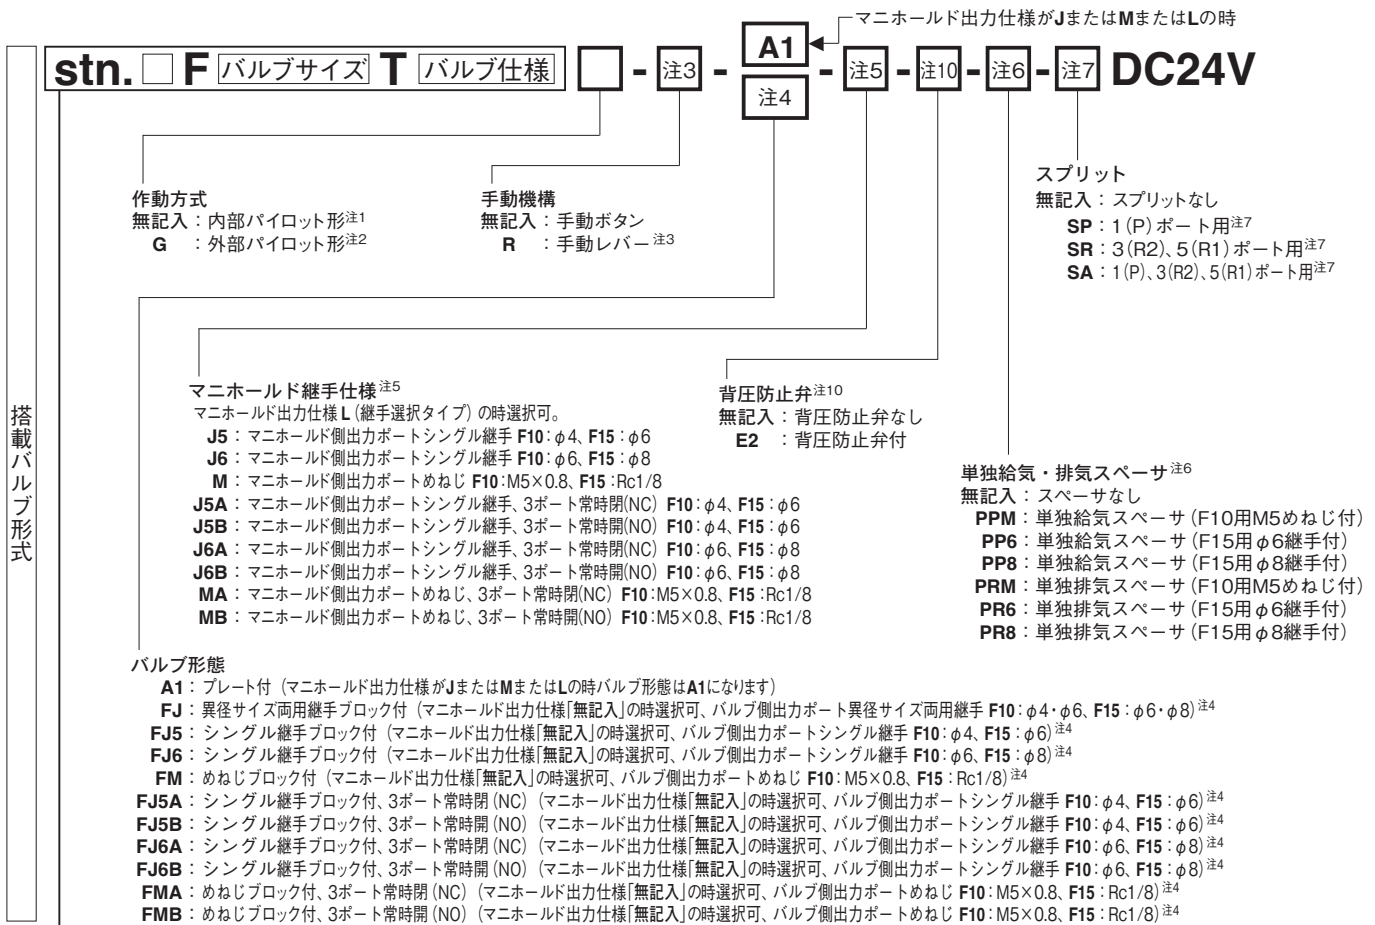 マニホールド出力仕様がJまたはMまたはLの時
stn. □ F バルブサイズ T バルブ仕様 □ - 注3 - A1 - 注5 - 注10 - 注6 - 注7 DC24V
注4
搭載バルブ形式
作動方式
無記入：内部パイロット形注1
G ：外部パイロット形注2
手動機構
無記入：手動ボタン
R ：手動レバー注3
スプリット
無記入：スプリットなし
SP：1(P)ポート用注7
SR：3(R2)、5(R1)ポート用注7
SA：1(P)、3(R2)、5(R1)ポート用注7
マニホールド継手仕様注5
マニホールド出力仕様 L（継手選択タイプ）の時選択可。
J5：マニホールド側出力ポートシングル継手 F10：φ4、F15：φ6
J6：マニホールド側出力ポートシングル継手 F10：φ6、F15：φ8
M：マニホールド側出力ポートめねじ F10：M5×0.8、F15：Rc1/8
J5A：マニホールド側出力ポートシングル継手、3ポート常時閉(NC) F10：φ4、F15：φ6
J5B：マニホールド側出力ポートシングル継手、3ポート常時開(NO) F10：φ4、F15：φ6
J6A：マニホールド側出力ポートシングル継手、3ポート常時閉(NC) F10：φ6、F15：φ8
J6B：マニホールド側出力ポートシングル継手、3ポート常時開(NO) F10：φ6、F15：φ8
MA：マニホールド側出力ポートめねじ、3ポート常時閉(NC) F10：M5×0.8、F15：Rc1/8
MB：マニホールド側出力ポートめねじ、3ポート常時開(NO) F10：M5×0.8、F15：Rc1/8
背圧防止弁注10
無記入：背圧防止弁なし
E2 ：背圧防止弁付
単独給気・排気スペーサ注6
無記入：スペーサなし
PPM：単独給気スペーサ（F10用M5めねじ付）
PP6：単独給気スペーサ（F15用φ6継手付）
PP8：単独給気スペーサ（F15用φ8継手付）
PRM：単独排気スペーサ（F10用M5めねじ付）
PR6：単独排気スペーサ（F15用φ6継手付）
PR8：単独排気スペーサ（F15用φ8継手付）
バルブ形態
A1：プレート付（マニホールド出力仕様がJまたはMまたはLの時バルブ形態はA1になります）
FJ：異径サイズ両用継手ブロック付（マニホールド出力仕様「無記入」の時選択可、バルブ側出力ポート異径サイズ両用継手 F10：φ4・φ6、F15：φ6・φ8）注4
FJ5：シングル継手ブロック付（マニホールド出力仕様「無記入」の時選択可、バルブ側出力ポートシングル継手 F10：φ4、F15：φ6）注4
FJ6：シングル継手ブロック付（マニホールド出力仕様「無記入」の時選択可、バルブ側出力ポートシングル継手 F10：φ6、F15：φ8）注4
FM：めねじブロック付（マニホールド出力仕様「無記入」の時選択可、バルブ側出力ポートめねじ F10：M5×0.8、F15：Rc1/8）注4
FJ5A：シングル継手ブロック付、3ポート常時閉（NC）（マニホールド出力仕様「無記入」の時選択可、バルブ側出力ポートシングル継手 F10：φ4、F15：φ6）注4
FJ5B：シングル継手ブロック付、3ポート常時開（NO）（マニホールド出力仕様「無記入」の時選択可、バルブ側出力ポートシングル継手 F10：φ4、F15：φ6）注4
FJ6A：シングル継手ブロック付、3ポート常時閉（NC）（マニホールド出力仕様「無記入」の時選択可、バルブ側出力ポートシングル継手 F10：φ6、F15：φ8）注4
FJ6B：シングル継手ブロック付、3ポート常時開（NO）（マニホールド出力仕様「無記入」の時選択可、バルブ側出力ポートシングル継手 F10：φ6、F15：φ8）注4
FMA：めねじブロック付、3ポート常時閉（NC）（マニホールド出力仕様「無記入」の時選択可、バルブ側出力ポートめねじ F10：M5×0.8、F15：Rc1/8）注4
FMB：めねじブロック付、3ポート常時開（NO）（マニホールド出力仕様「無記入」の時選択可、バルブ側出力ポートめねじ F10：M5×0.8、F15：Rc1/8）注4